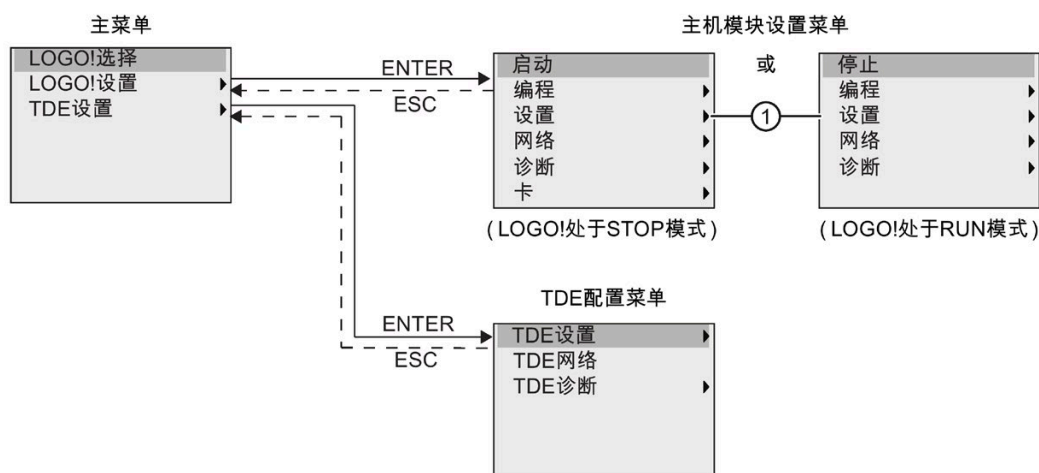 主菜单
LOGO!选择
LOGO!设置
TDE设置
ENTER
ESC
主机模块设置菜单
启动
编程
设置
网络
诊断
卡
(LOGO!处于STOP模式)
或
1
停止
编程
设置
网络
诊断
(LOGO!处于RUN模式)
ENTER
ESC
TDE配置菜单
TDE设置
TDE网络
TDE诊断